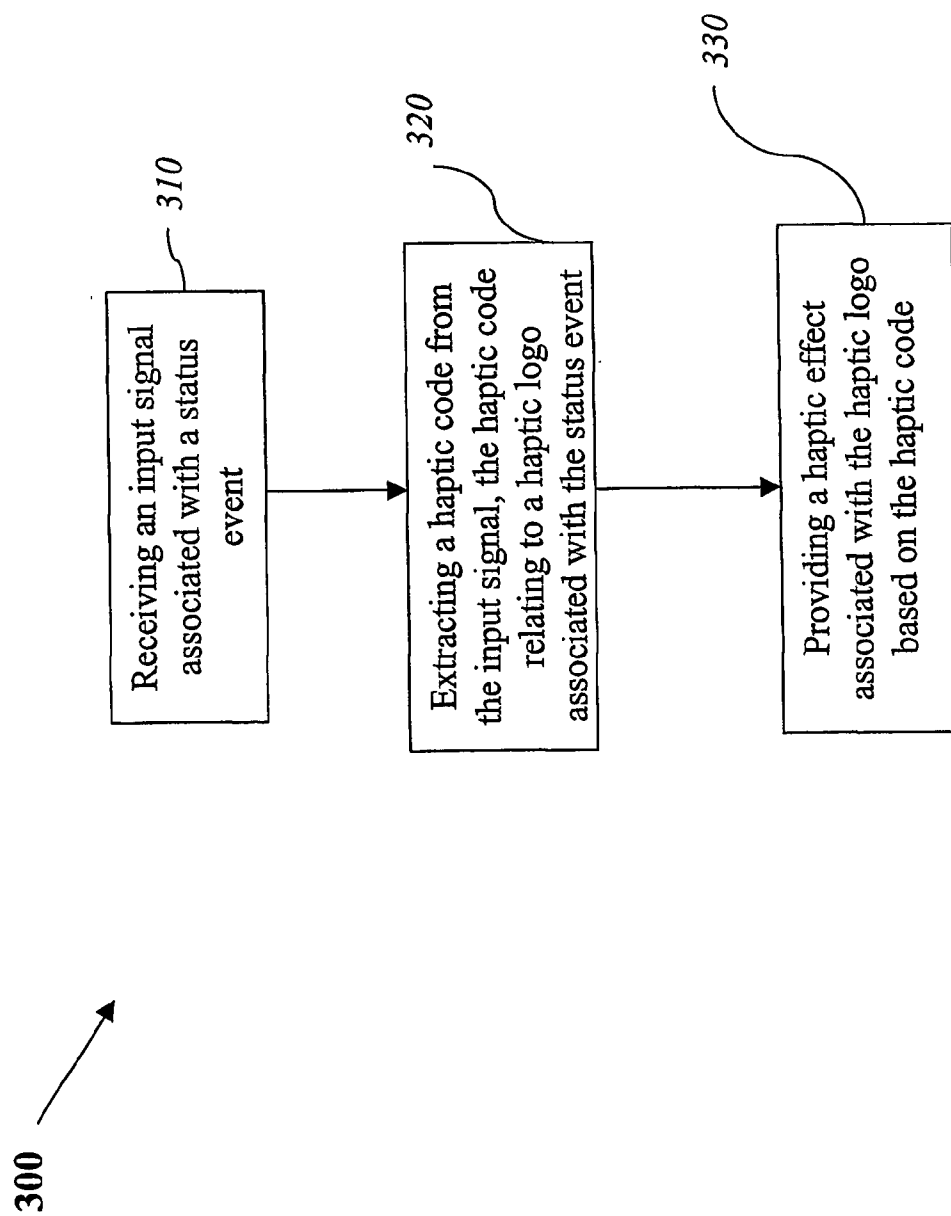 300
Receiving an input signal
associated with a status
event
310
Extracting a haptic code from
the input signal, the haptic code
relating to a haptic logo
associated with the status event
320
Providing a haptic effect
associated with the haptic logo
based on the haptic code
330